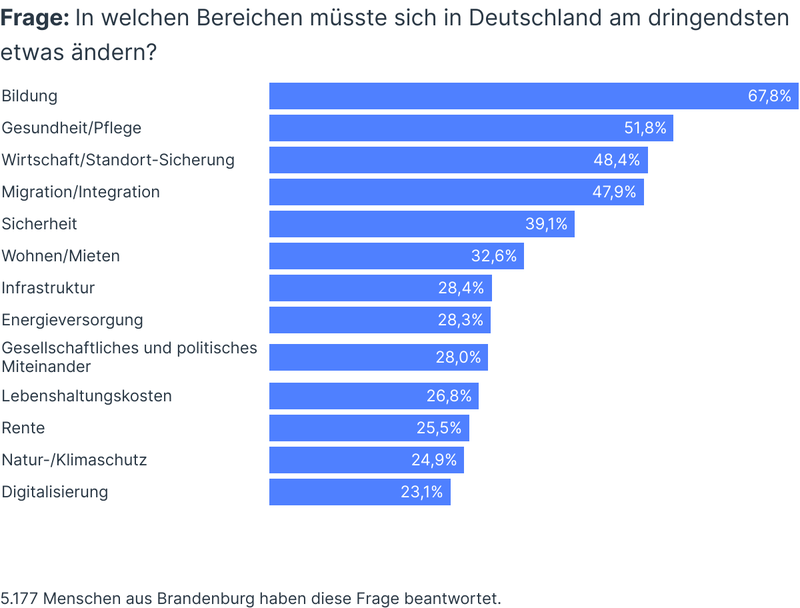 Frage: In welchen Bereichen müsste sich in Deutschland am dringendsten
etwas ändern?
Bildung 67,8%
Gesundheit/Pflege 51,8%
Wirtschaft/Standort-Sicherung 48,4%
Migration/Integration 47,9%
Sicherheit 39,1%
Wohnen/Mieten 32,6%
Infrastruktur 28,4%
Energieversorgung 28,3%
Gesellschaftliches und politisches
Miteinander 28,0%
Lebenshaltungskosten 26,8%
Rente 25,5%
Natur-/Klimaschutz 24,9%
Digitalisierung 23,1%
5.177 Menschen aus Brandenburg haben diese Frage beantwortet.